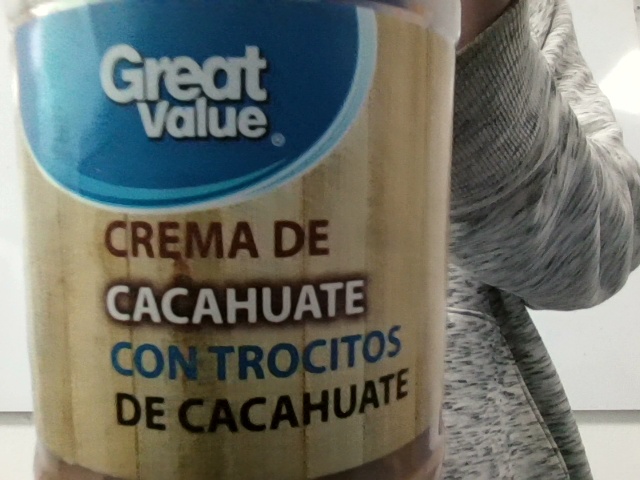 Great
Value®
CREMA DE
CACAHUATE
CON TROCITOS
DE CACAHUATE